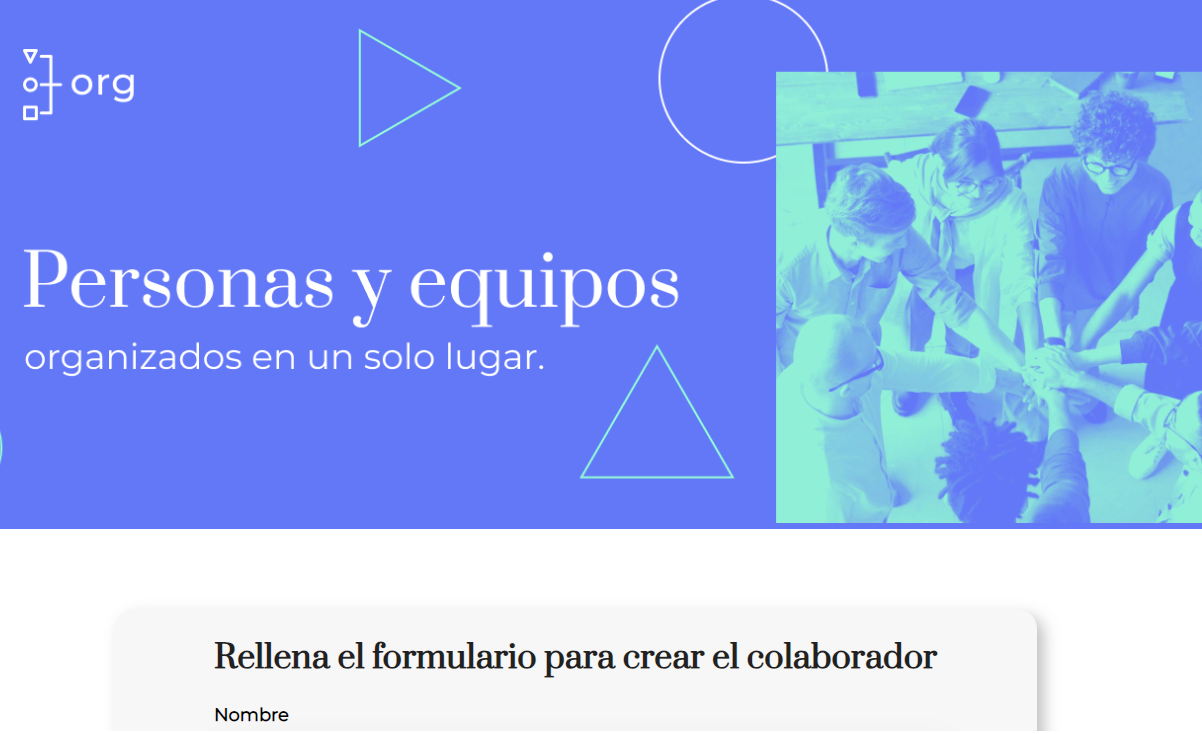 org
Personas y equipos
organizados en un solo lugar.
Rellena el formulario para crear el colaborador
Nombre